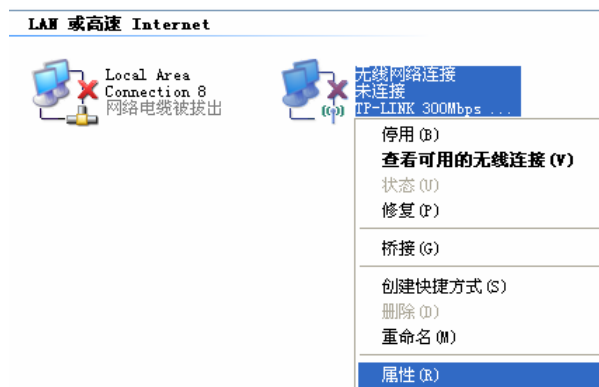 LAN 或高速 Internet
Local Area
Connection 8
网络电缆被拔出
无线网络连接
未连接
TP-LINK 300Mbps ...
停用(B)
查看可用的无线连接(V)
状态(U)
修复(P)
桥接(G)
创建快捷方式(S)
删除(D)
重命名(M)
属性(R)